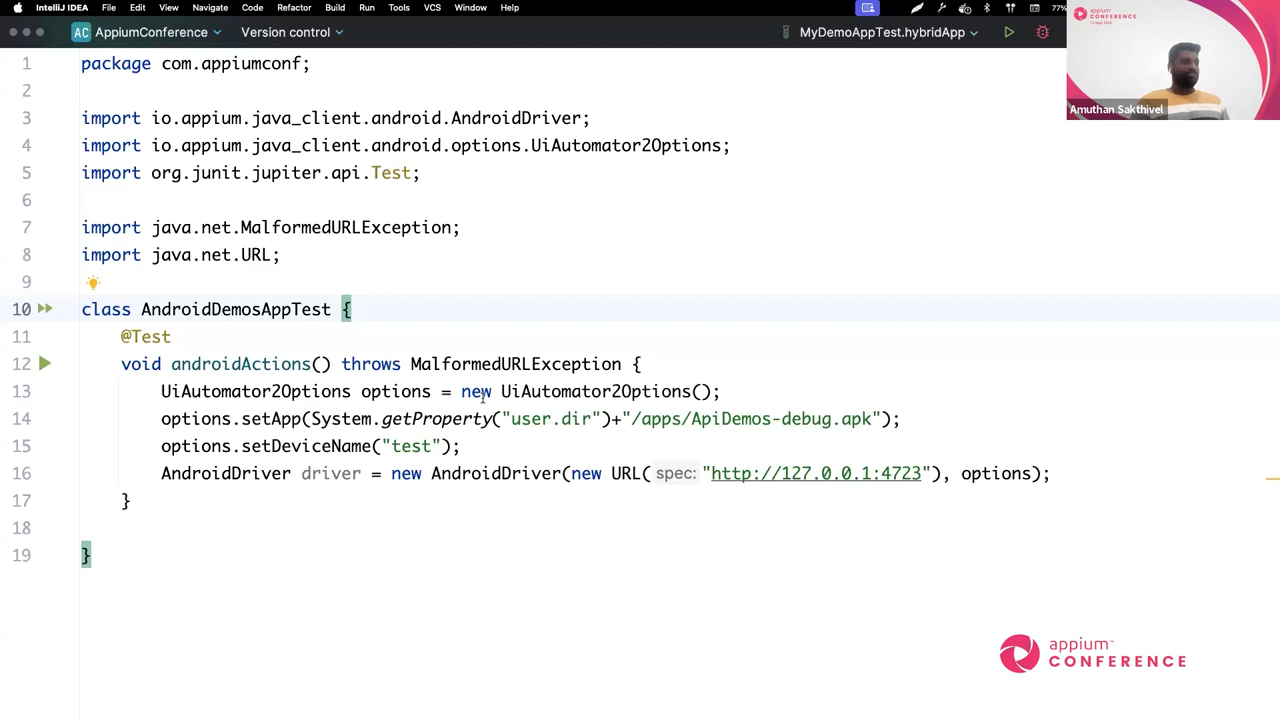 IntelliJ IDEA File Edit View Navigate Code Refactor Build Run Tools VCS Window Help 77%
AC AppiumConference Version control MyDemoAppTest.hybridApp
appium CONFERENCE
Amuthan Sakthivel
1 package com.appiumconf;
2
3 import io.appium.java_client.android.AndroidDriver;
4 import io.appium.java_client.android.options.UiAutomator2Options;
5 import org.junit.jupiter.api.Test;
6
7 import java.net.MalformedURLException;
8 import java.net.URL;
9
10 class AndroidDemosAppTest {
11 @Test
12 void androidActions() throws MalformedURLException {
13 UiAutomator2Options options = new UiAutomator2Options();
14 options.setApp(System.getProperty("user.dir")+"/apps/ApiDemos-debug.apk");
15 options.setDeviceName("test");
16 AndroidDriver driver = new AndroidDriver(new URL( spec: "http://127.0.0.1:4723"), options);
17 }
18
19 }
appium™
CONFERENCE